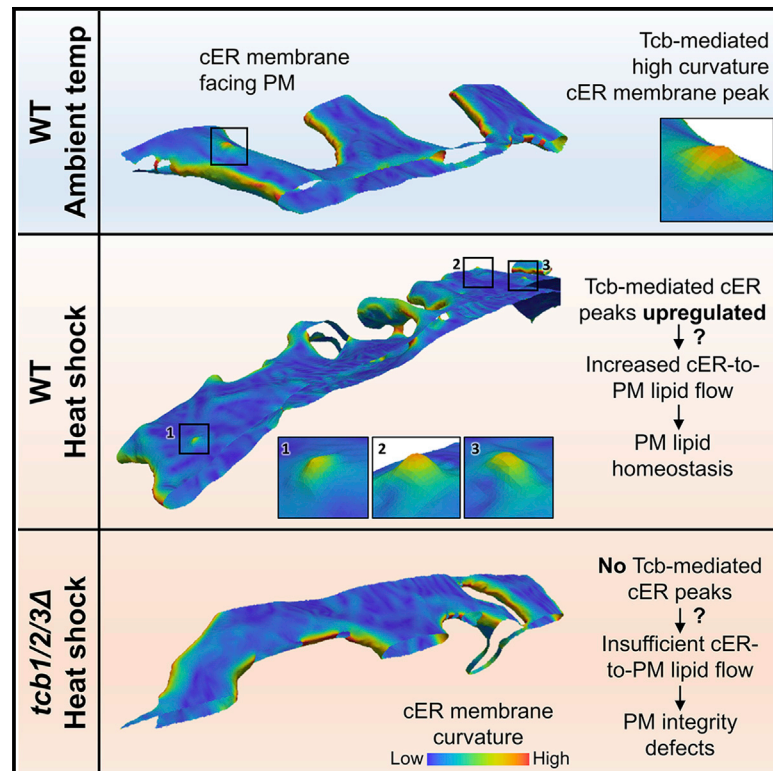 WT
Ambient temp
cER membrane
facing PM
Tcb-mediated
high curvature
cER membrane peak
WT
Heat shock
1
2
3
1
2
3
Tcb-mediated cER
peaks upregulated
?
Increased cER-to-
PM lipid flow
PM lipid
homeostasis
tcb1/2/3Δ
Heat shock
No Tcb-mediated
cER peaks
?
Insufficient cER-
to-PM lipid flow
PM integrity
defects
cER membrane
curvature
Low High